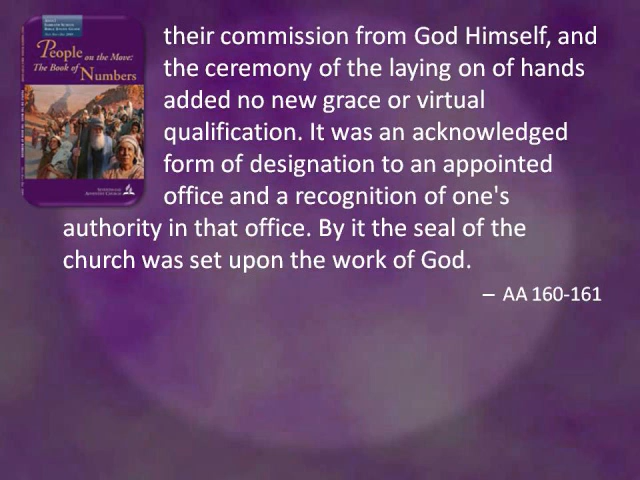 People on the Move:
The Book of Numbers
their commission from God Himself, and
the ceremony of the laying on of hands
added no new grace or virtual
qualification. It was an acknowledged
form of designation to an appointed
office and a recognition of one's
authority in that office. By it the seal of the
church was set upon the work of God.
– AA 160-161